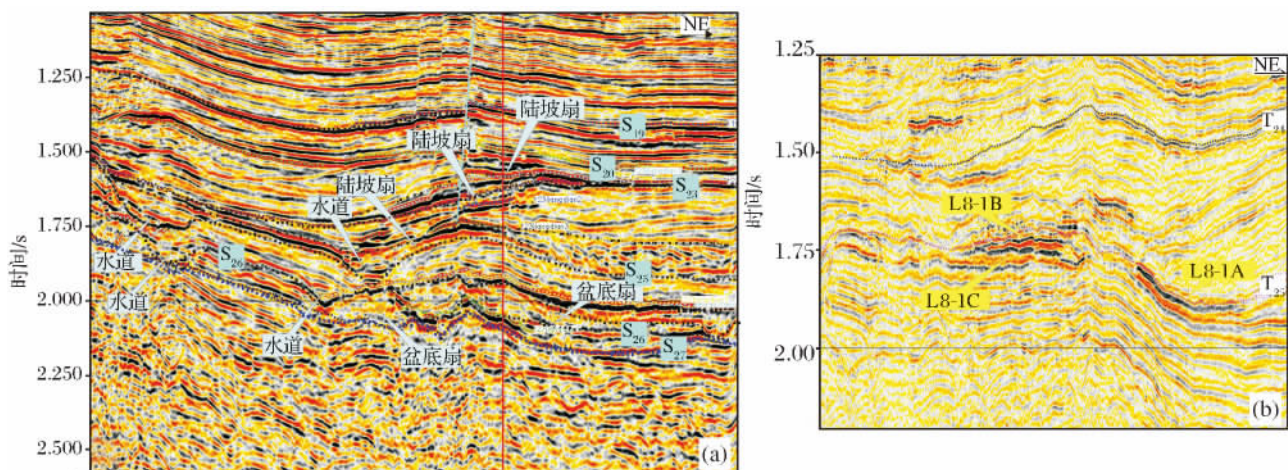 NE
1.250
1.500
1.750
2.000
2.250
2.500
时间/s
陆坡扇
陆坡扇
陆坡扇
水道
水道
水道
水道
盆底扇
盆底扇
S₁₉
S₂₀
S₂₃
S₂₅
S₂₆
S₂₆
S₂₇
(a)
NE
1.25
1.50
1.75
2.00
时间/s
L8-1B
L8-1A
L8-1C
(b)